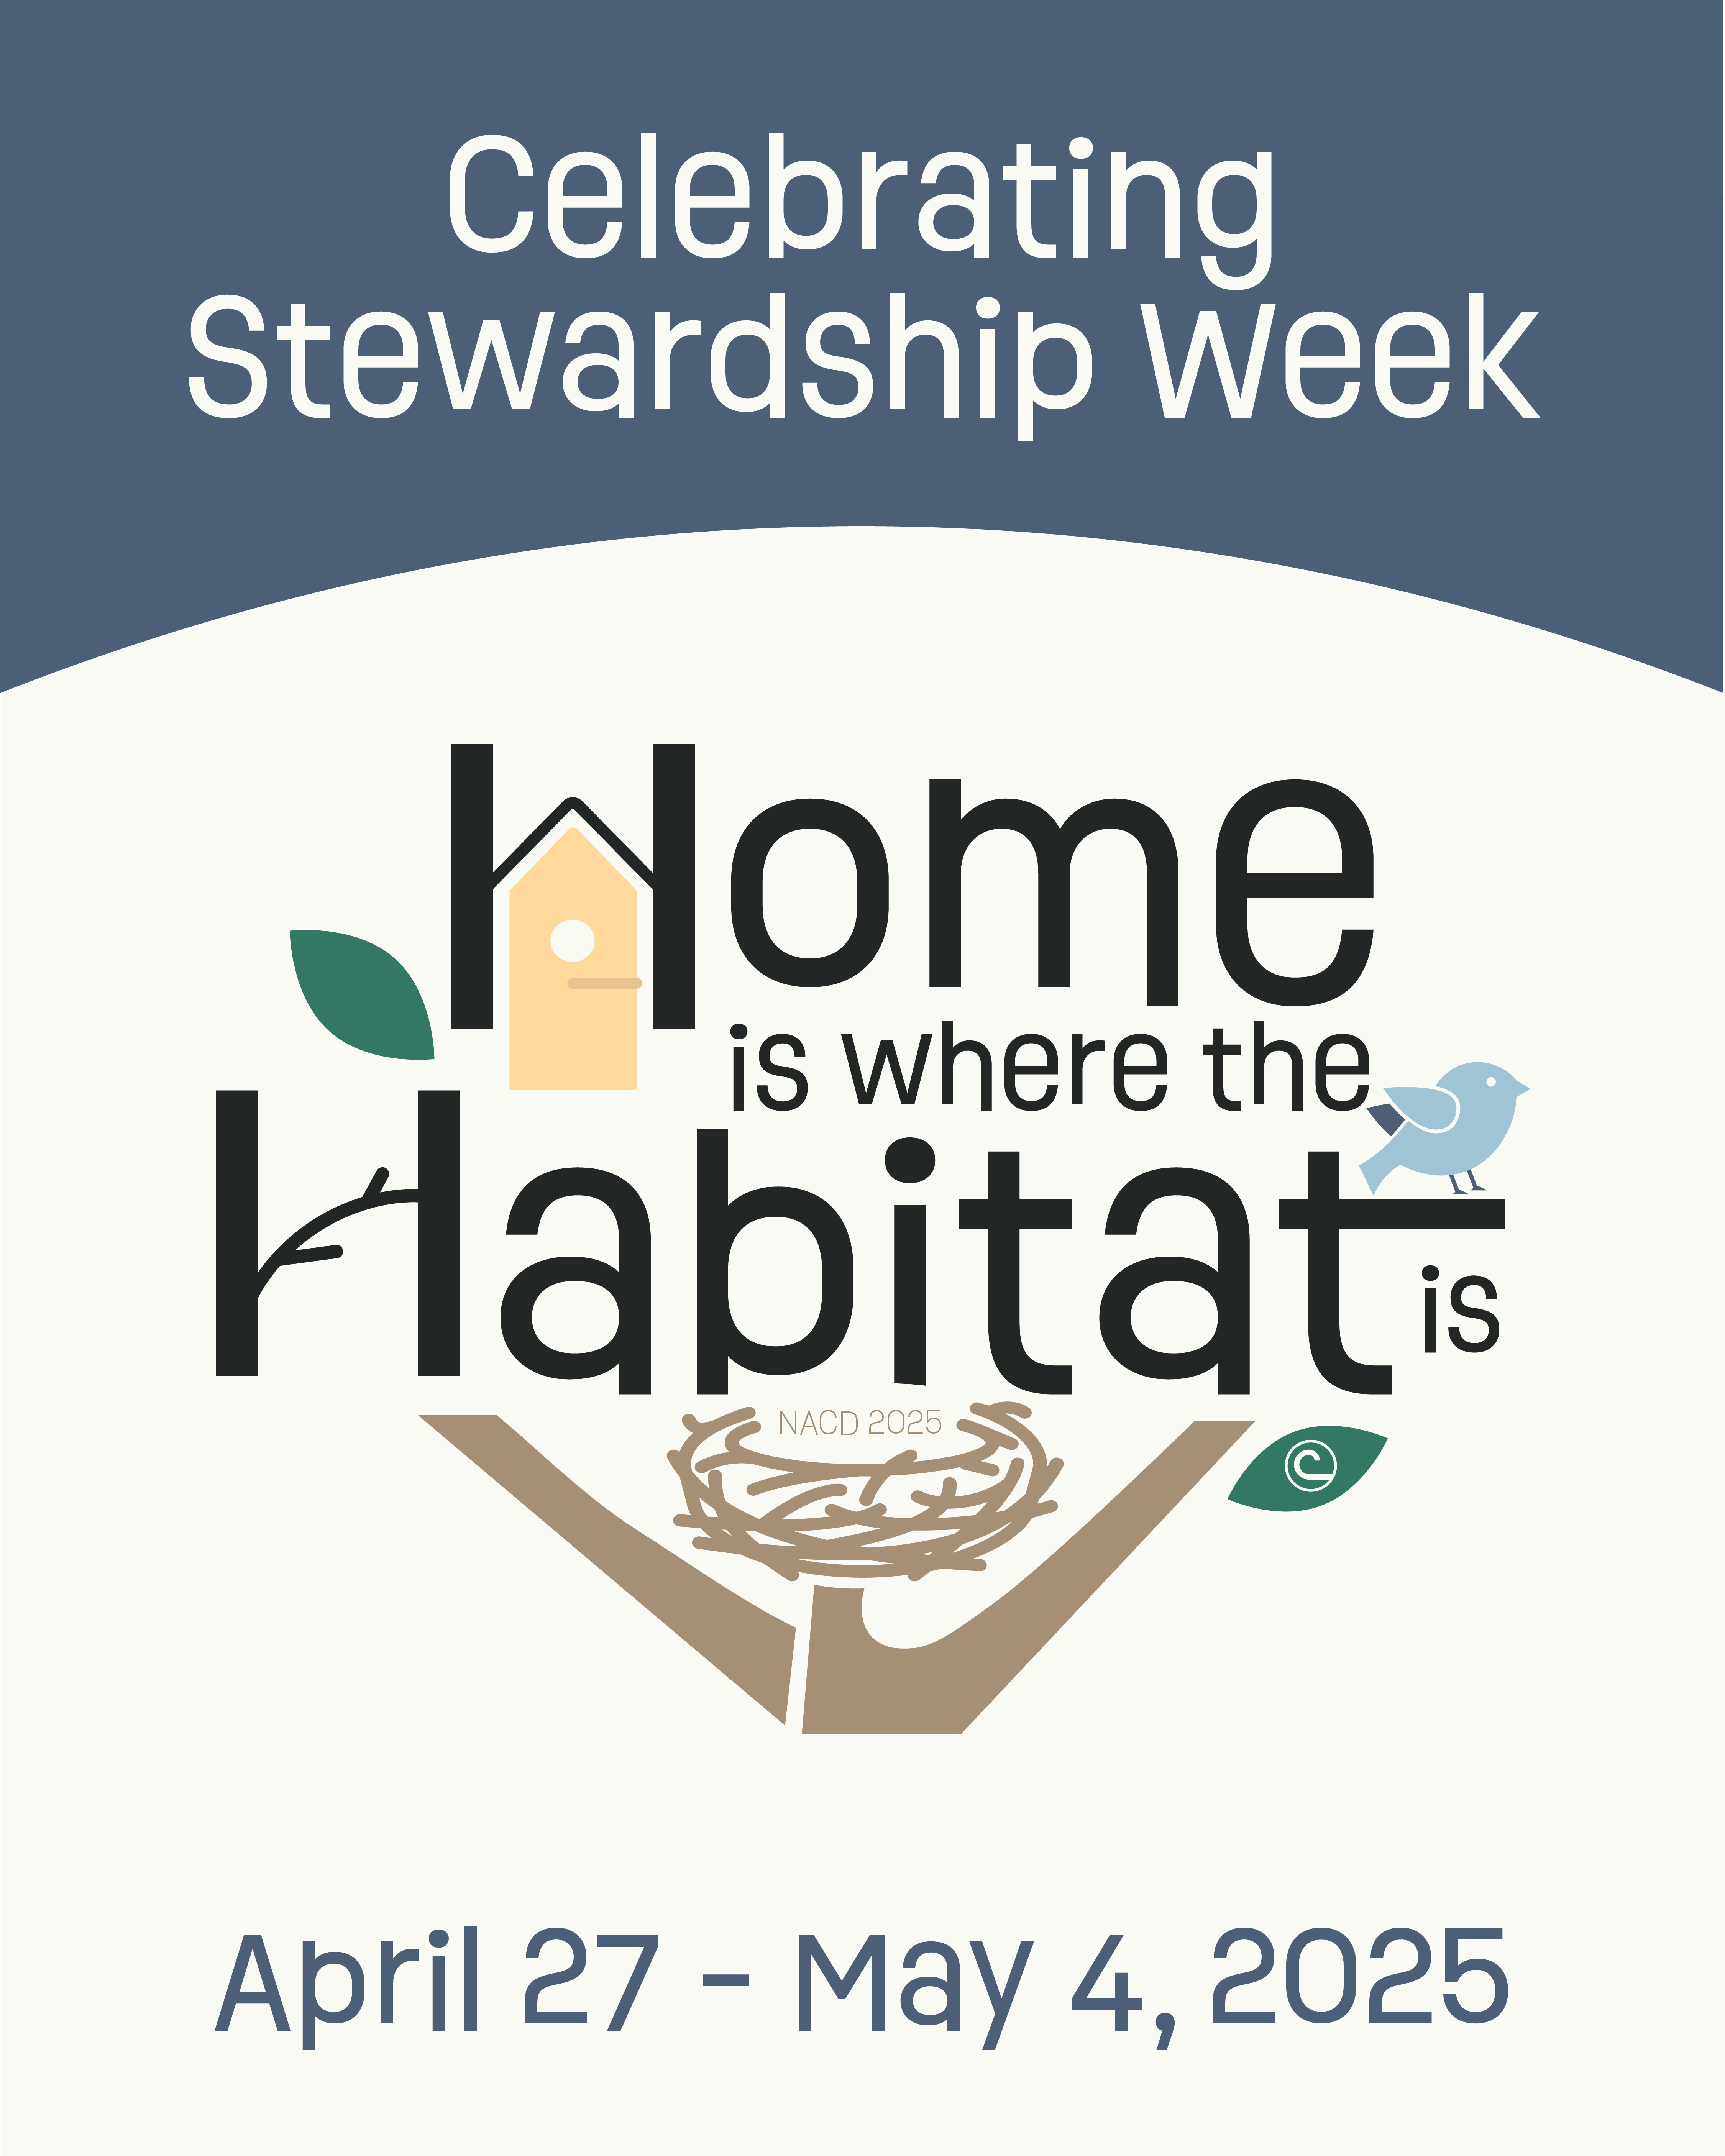 Celebrating
Stewardship Week
Home
is where the
Habitat
is
NACD 2025
April 27 - May 4, 2025